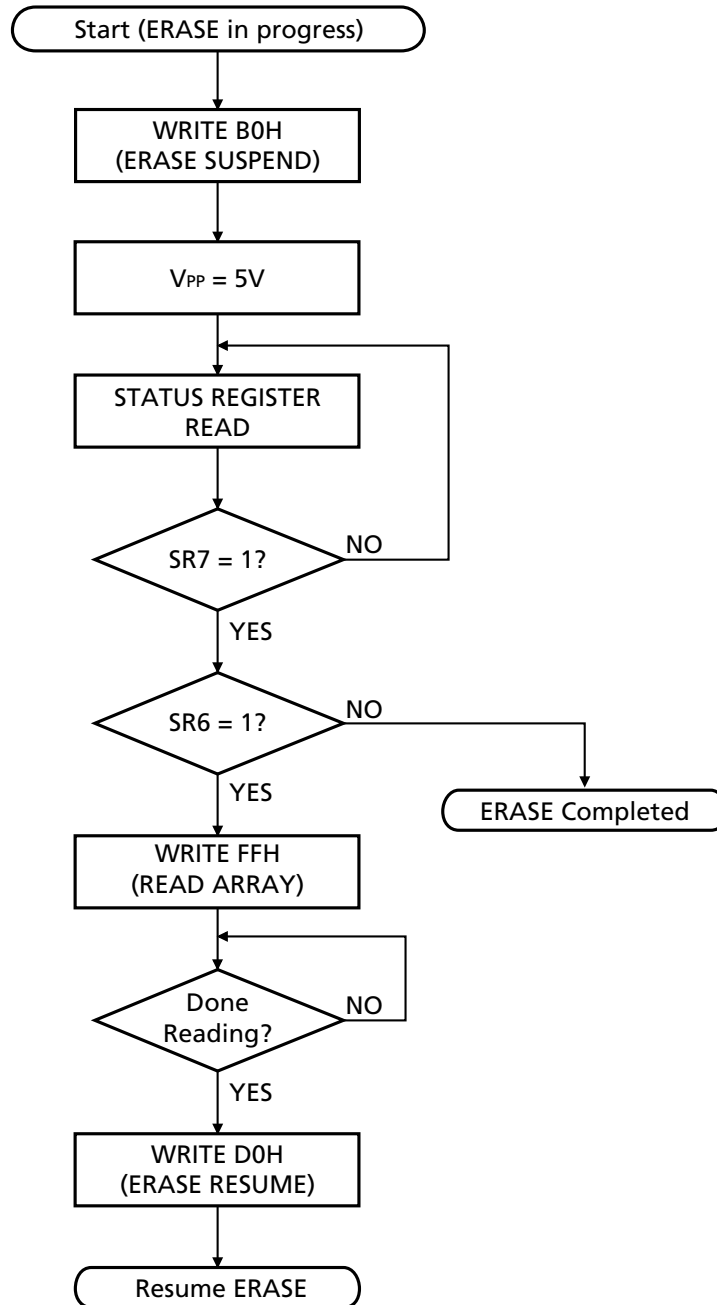 Start (ERASE in progress)
WRITE B0H
(ERASE SUSPEND)
VPP = 5V
STATUS REGISTER
READ
SR7 = 1?
NO
YES
SR6 = 1?
NO
YES
ERASE Completed
WRITE FFH
(READ ARRAY)
Done
Reading?
NO
YES
WRITE D0H
(ERASE RESUME)
Resume ERASE